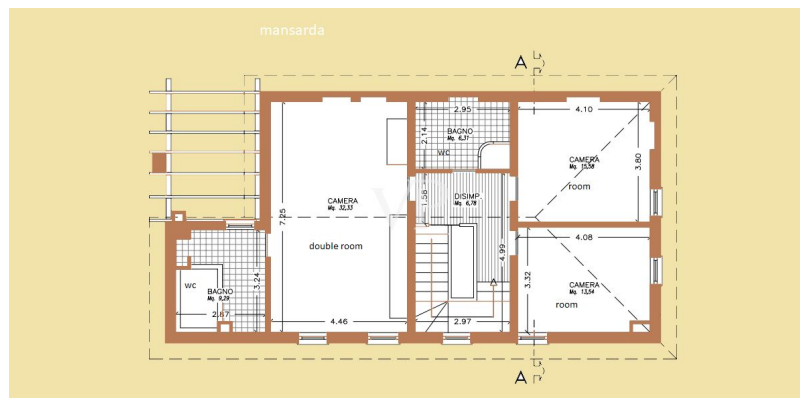 mansarda
A
2.95
4.10
2.14
BAGNO
Mq. 6,31
WC
CAMERA
Mq. 15,58
3.80
room
CAMERA
Mq. 32,33
7.25
double room
1.58
DISIMP.
Mq. 6,78
4.99
4.08
3.32
CAMERA
Mq. 13,54
room
WC
BAGNO
Mq. 9,29
3.24
2.87
4.46
2.97
A